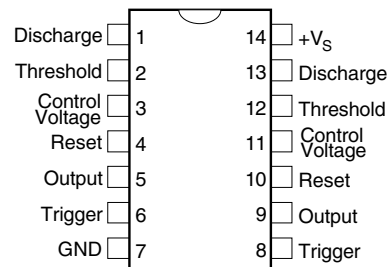 Discharge 1 14 +VS
Threshold 2 13 Discharge
Control Voltage 3 12 Threshold
Reset 4 11 Control Voltage
Output 5 10 Reset
Trigger 6 9 Output
GND 7 8 Trigger